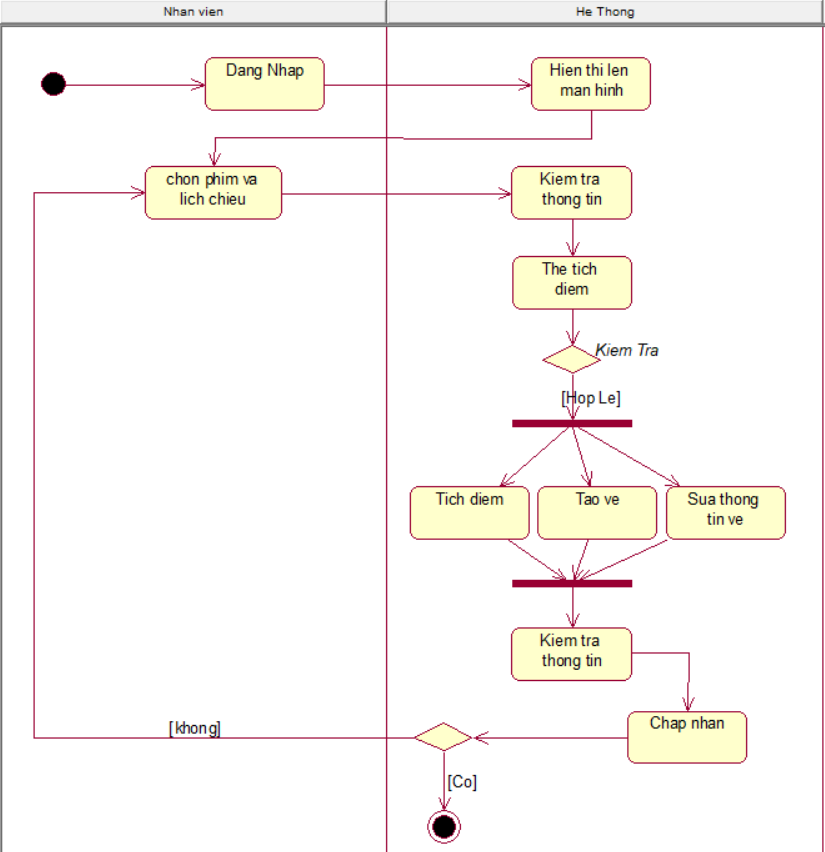 Nhan vien
He Thong
Dang Nhap
Hien thi len
man hinh
chon phim va
lich chieu
Kiem tra
thong tin
The tich
diem
Kiem Tra
[Hop Le]
Tich diem
Tao ve
Sua thong
tin ve
Kiem tra
thong tin
Chap nhan
[khong]
[Co]